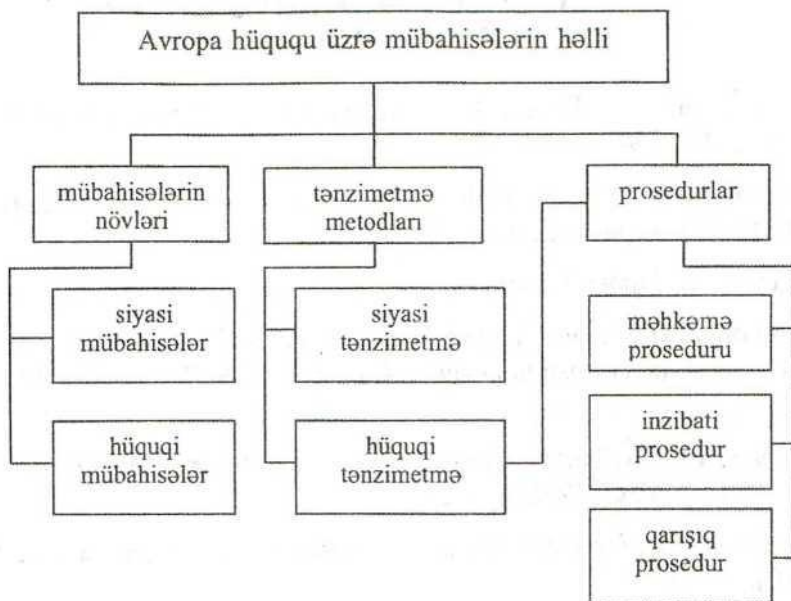 Avropa hüququ üzrə mübahisələrin həlli
mübahisələrin
növləri
tənzimetmə
metodları
prosedurlar
siyasi
mübahisələr
siyasi
tənzimetmə
məhkəmə
proseduru
hüquqi
mübahisələr
hüquqi
tənzimetmə
inzibati
prosedur
qarışıq
prosedur